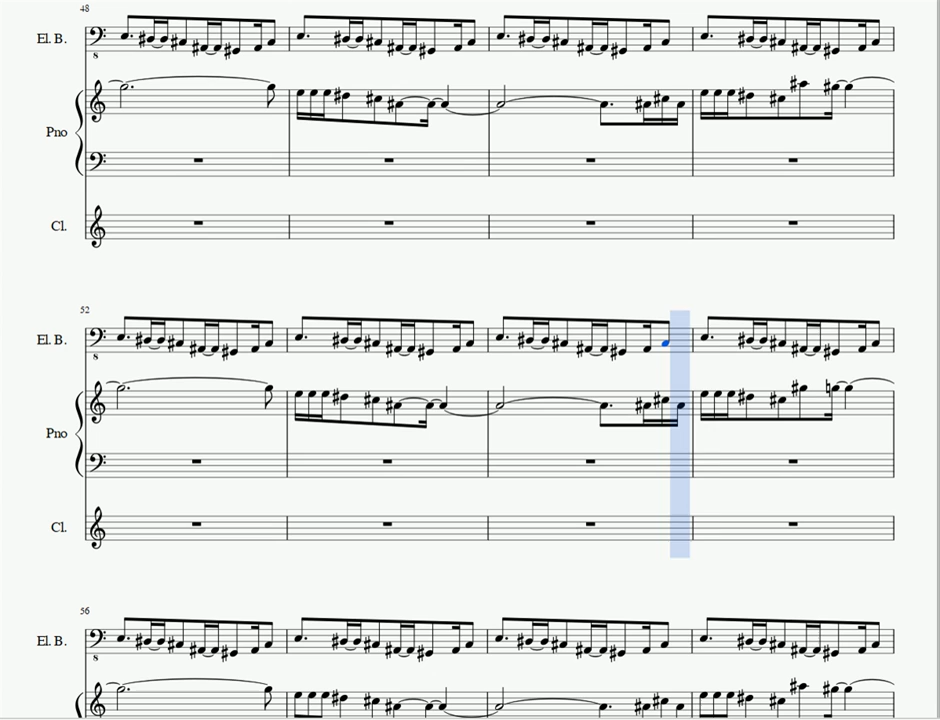 48
El. B.
8
Pno
Cl.
52
El. B.
8
Pno
Cl.
56
El. B.
8